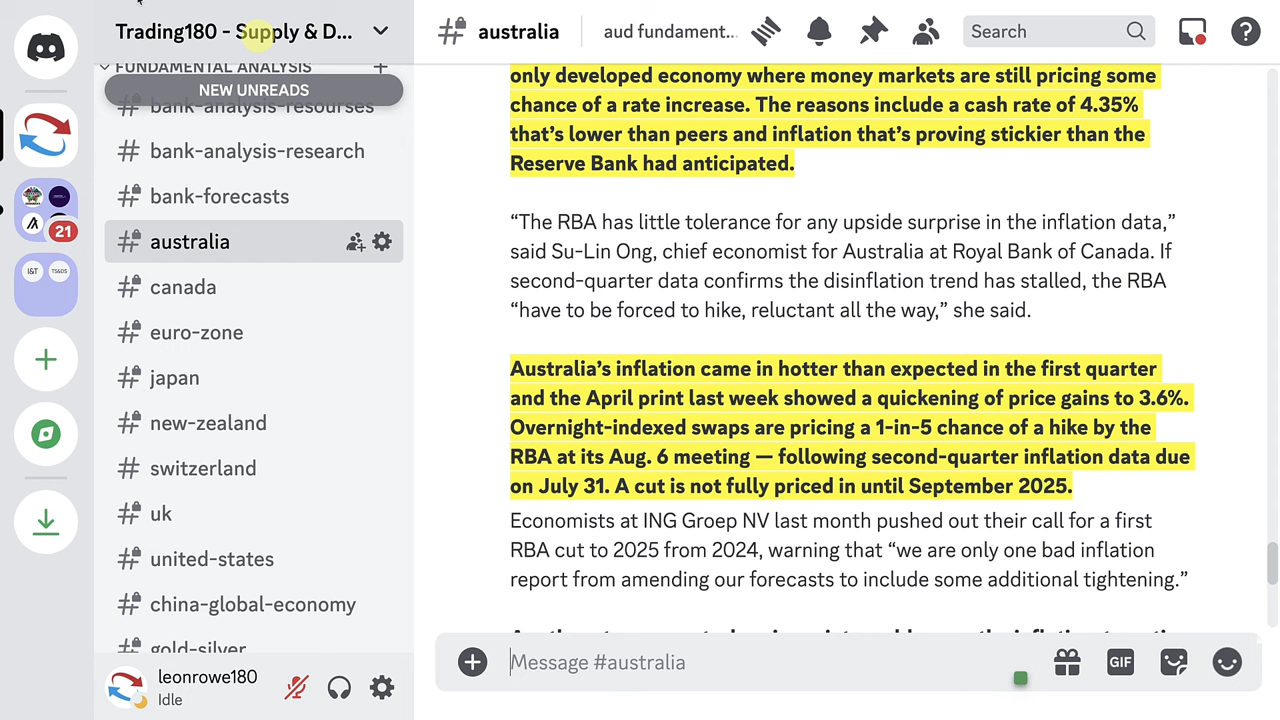 Trading180 - Supply & D...
FUNDAMENTAL ANALYSIS
NEW UNREADS
bank-analysis-resourses
bank-analysis-research
bank-forecasts
australia
canada
euro-zone
japan
new-zealand
switzerland
uk
united-states
china-global-economy
gold-silver
21
I&T
TS&OS
leonrowe180
Idle
australia
aud fundament...
Search
only developed economy where money markets are still pricing some
chance of a rate increase. The reasons include a cash rate of 4.35%
that's lower than peers and inflation that's proving stickier than the
Reserve Bank had anticipated.
“The RBA has little tolerance for any upside surprise in the inflation data,”
said Su-Lin Ong, chief economist for Australia at Royal Bank of Canada. If
second-quarter data confirms the disinflation trend has stalled, the RBA
“have to be forced to hike, reluctant all the way,” she said.
Australia’s inflation came in hotter than expected in the first quarter
and the April print last week showed a quickening of price gains to 3.6%.
Overnight-indexed swaps are pricing a 1-in-5 chance of a hike by the
RBA at its Aug. 6 meeting — following second-quarter inflation data due
on July 31. A cut is not fully priced in until September 2025.
Economists at ING Groep NV last month pushed out their call for a first
RBA cut to 2025 from 2024, warning that “we are only one bad inflation
report from amending our forecasts to include some additional tightening.”
Message #australia
GIF